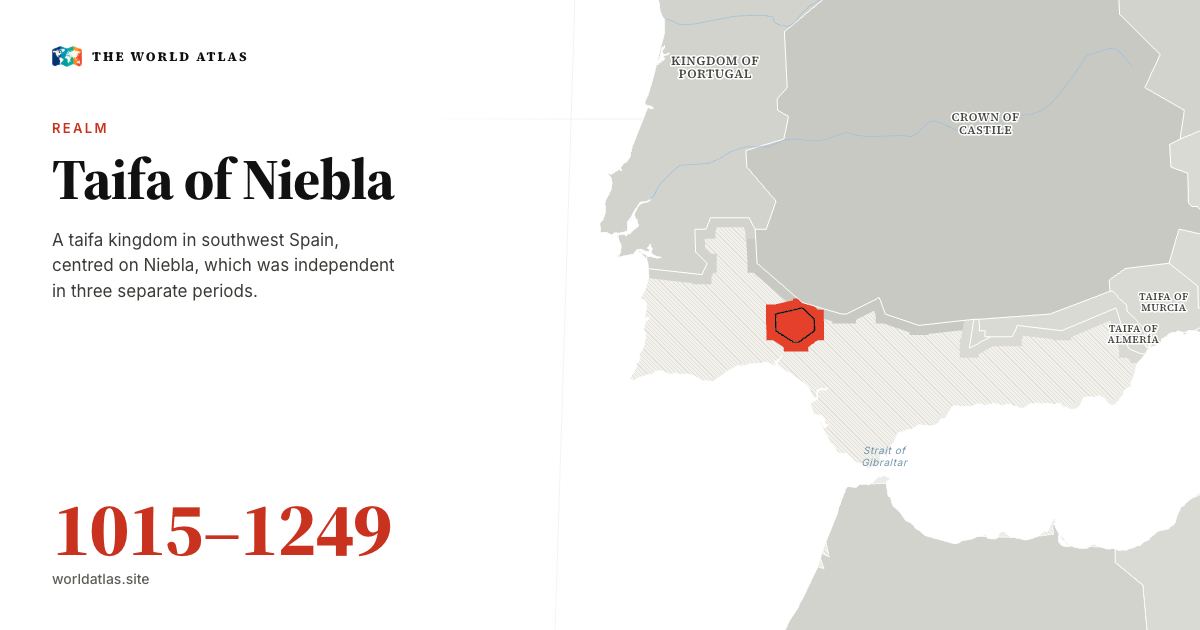 THE WORLD ATLAS
REALM
Taifa of Niebla
A taifa kingdom in southwest Spain,
centred on Niebla, which was independent
in three separate periods.
1015–1249
worldatlas.site
KINGDOM OF
PORTUGAL
CROWN OF
CASTILE
TAIFA OF
MURCIA
TAIFA OF
ALMERÍA
Strait of
Gibraltar